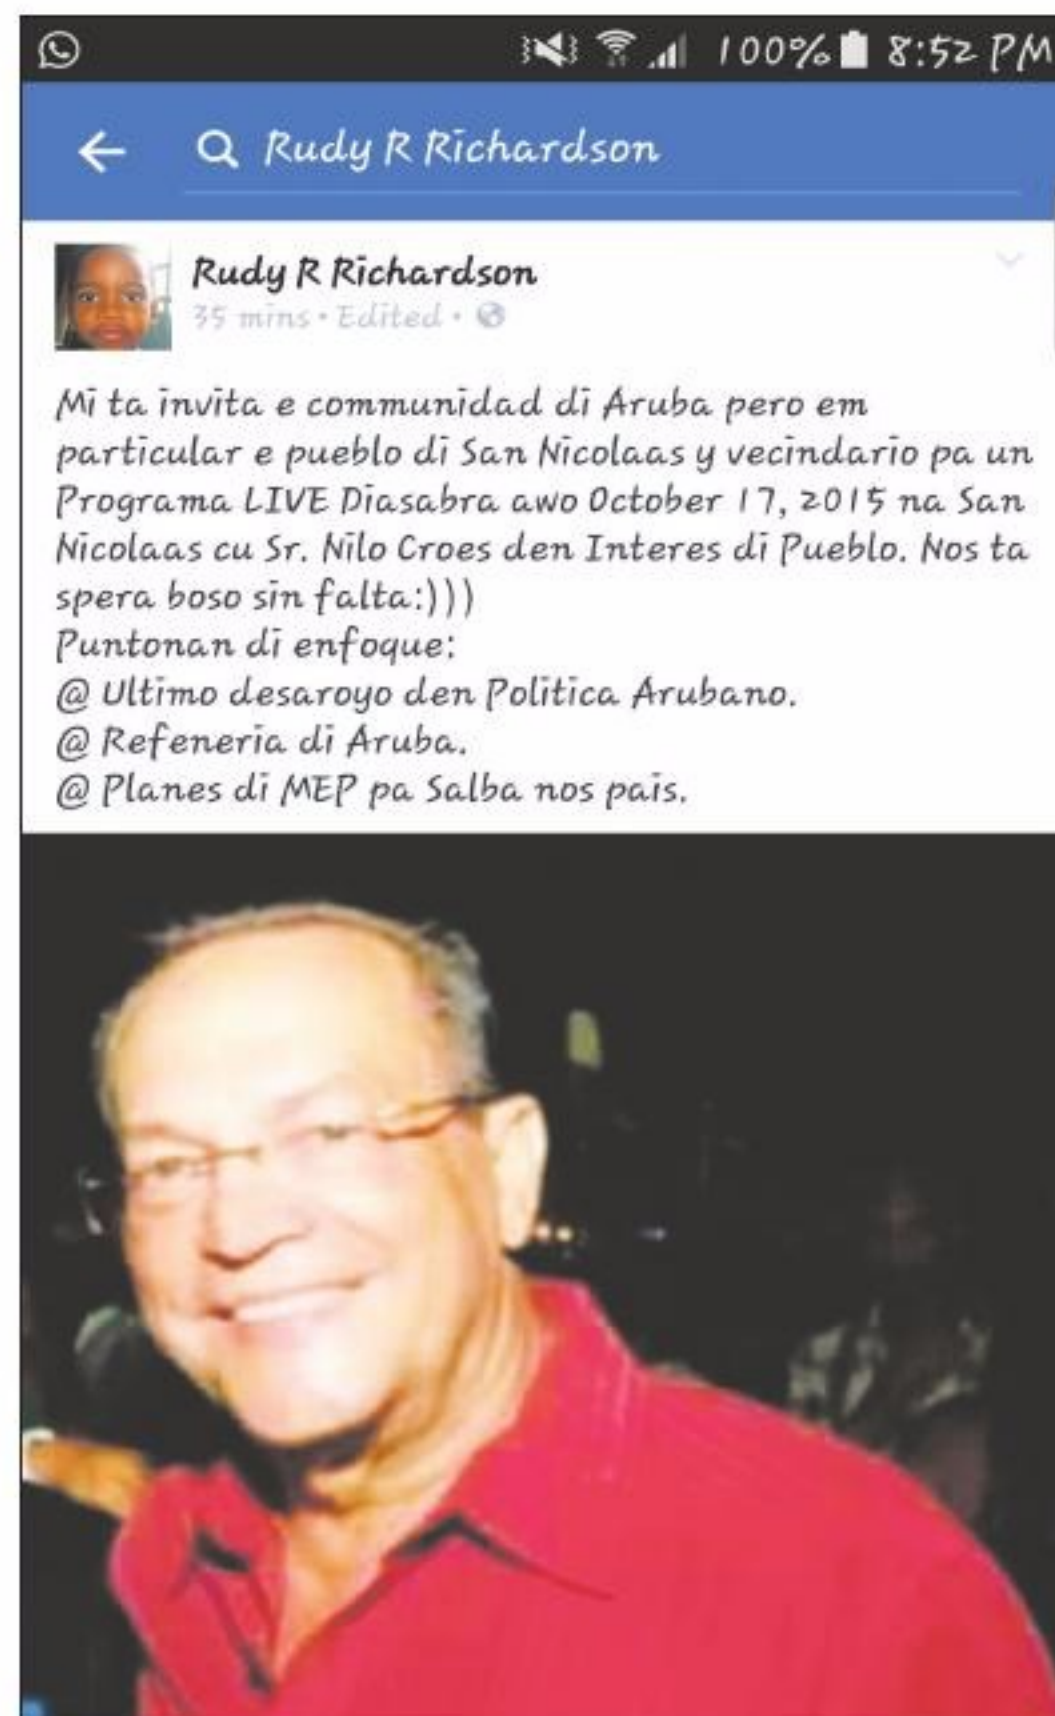 100% 8:52 PM
Rudy R Richardson
Rudy R Richardson
35 mins • Edited •
Mi ta invita e communidad di Aruba pero em
particular e pueblo di San Nicolaas y vecindario pa un
Programa LIVE Diasabra awo October 17, 2015 na San
Nicolaas cu Sr. Nilo Croes den Interes di Pueblo. Nos ta
spera boso sin falta:)))
Puntonan di enfoque:
@ Ultimo desaroyo den Politica Arubano.
@ Refeneria di Aruba.
@ Planes di MEP pa Salba nos pais.